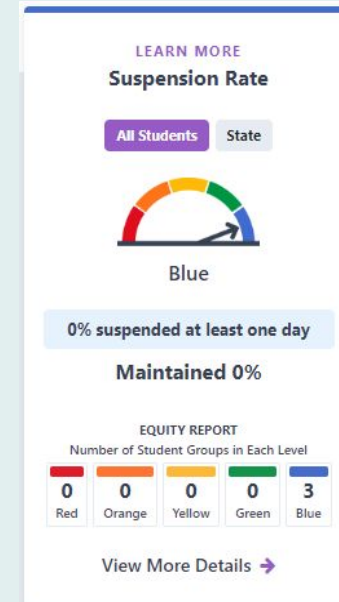 LEARN MORE
Suspension Rate
All Students State
Blue
0% suspended at least one day
Maintained 0%
EQUITY REPORT
Number of Student Groups in Each Level
0 0 0 0 3
Red Orange Yellow Green Blue
View More Details